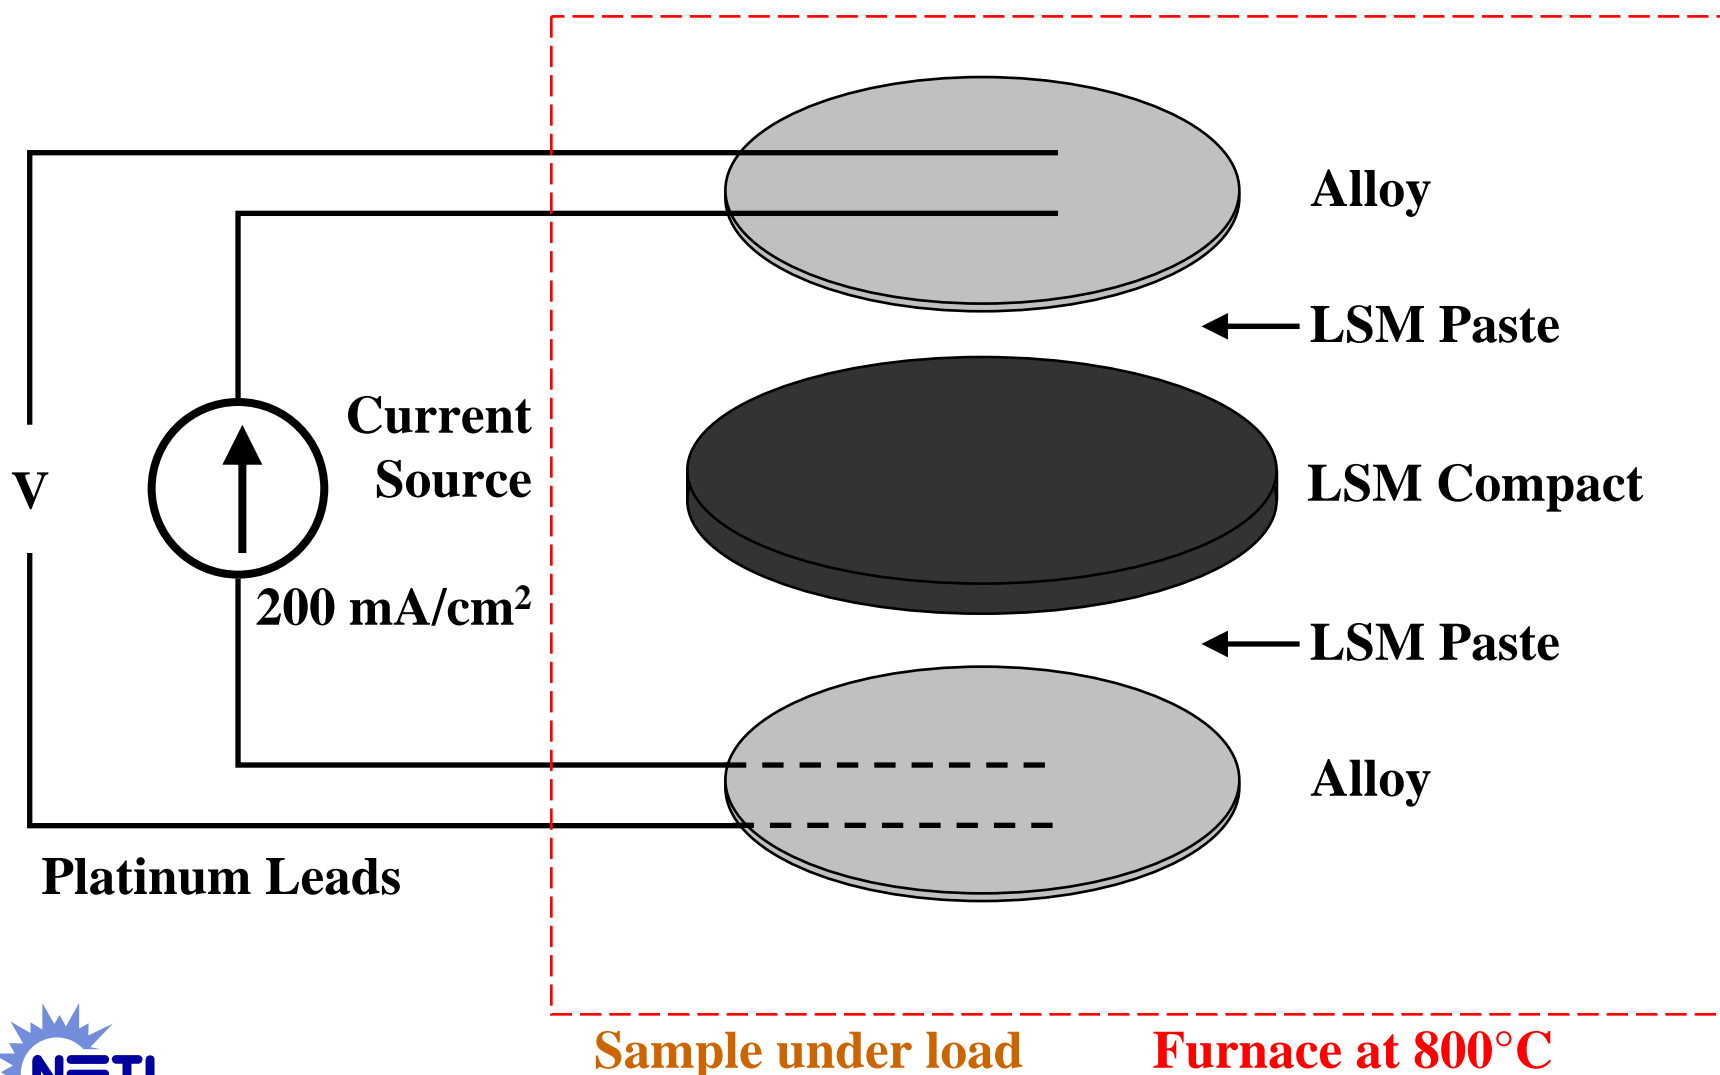 Alloy
LSM Paste
Current
Source
V
LSM Compact
200 mA/cm²
LSM Paste
Alloy
Platinum Leads
Sample under load
Furnace at 800°C
NETL